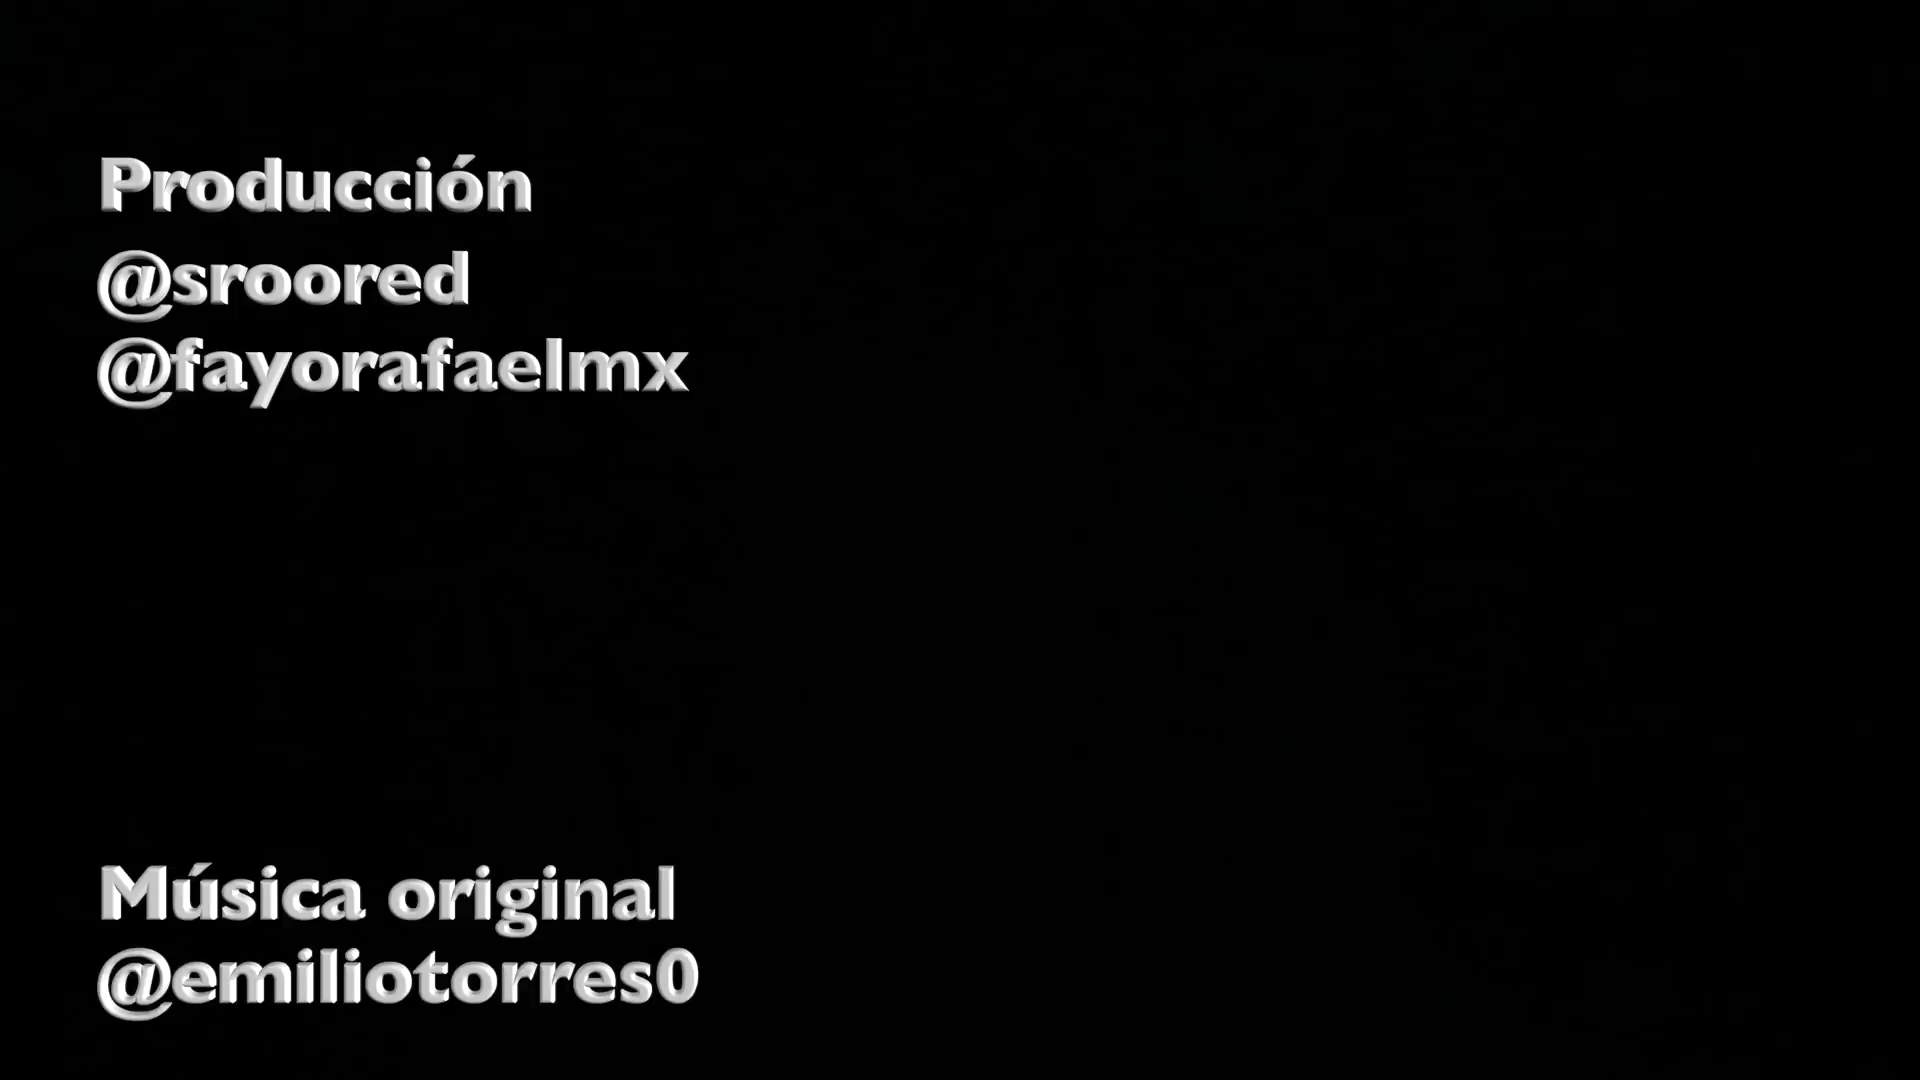 Producción
@sroored
@fayorafaelmx
Música original
@emiliotorres0